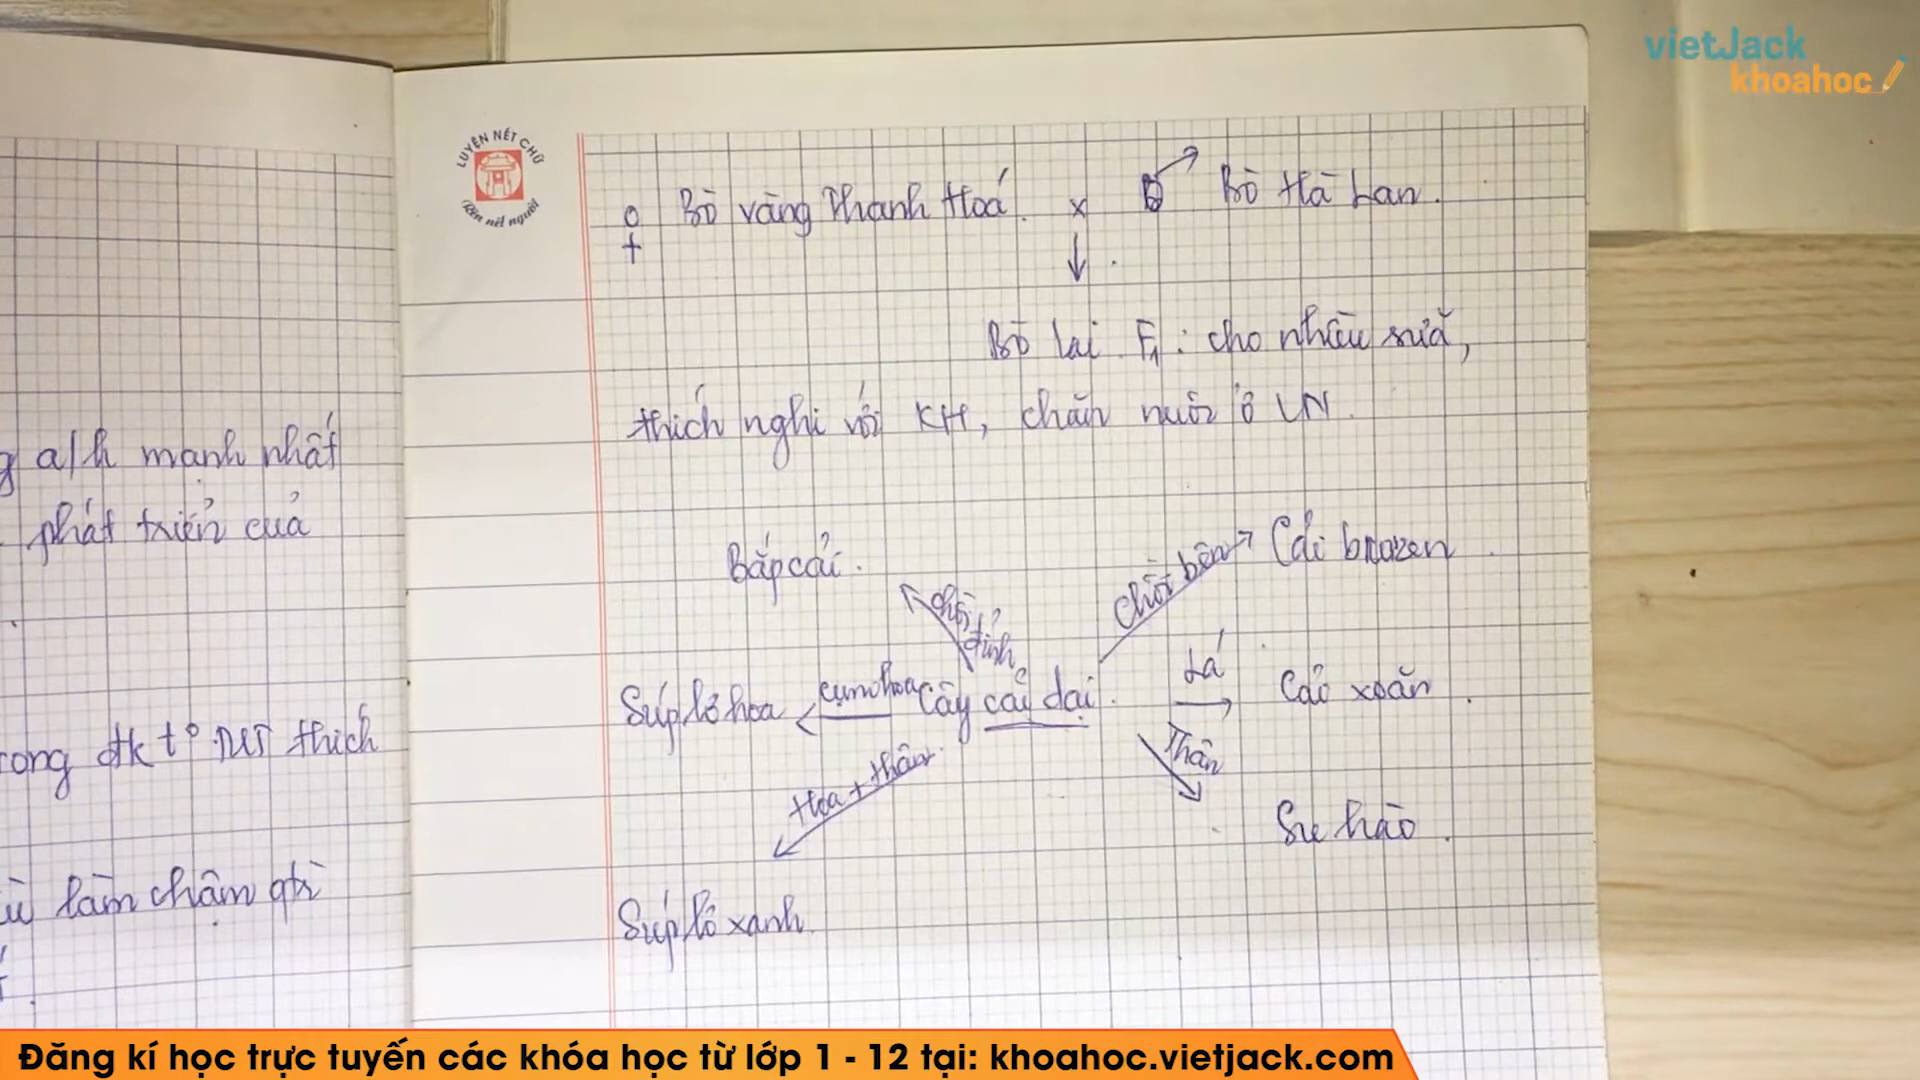 vietJack
khoahoc
LUYỆN NÉT CHỮ
Rèn nết người
♀ Bò vàng Thanh Hoá. x ♂ Bò Hà Lan.
↓
Bò lai F1: cho nhiều sữa,
thích nghi với KH, chăn nuôi ở VN.
g a/h mạnh nhất
phát triển của
trong đk t° MT thích
làm chậm qtr
Bắp cải.
chồi đỉnh
Chồi bên
Cải brazen
Súp lơ hoa
cụm hoa
Cây cải dại.
Lá
Cải xoăn.
Hoa + thân
Thân
Su hào.
Súp lơ xanh.
Đăng kí học trực tuyến các khóa học từ lớp 1 - 12 tại: khoahoc.vietjack.com